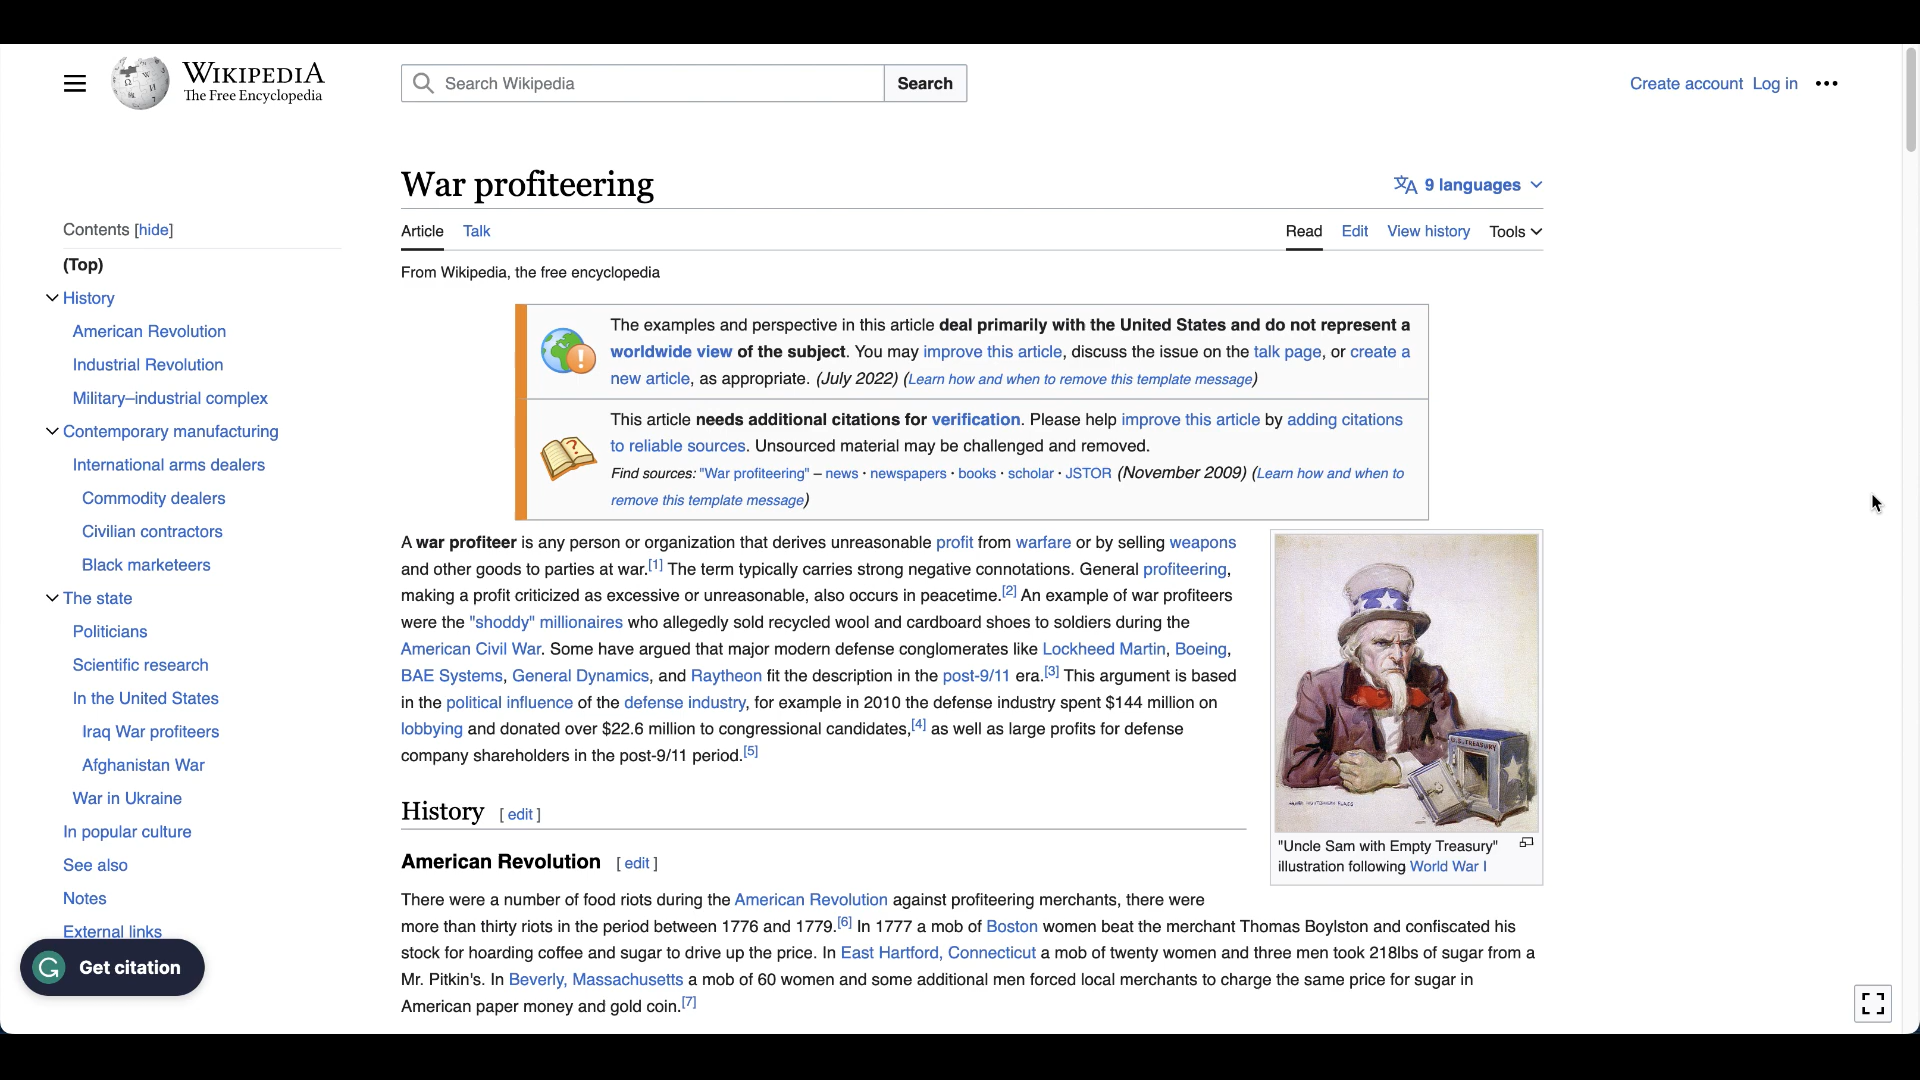 WIKIPEDIA
The Free Encyclopedia
Search Wikipedia
Search
Create account Log in
War profiteering
9 languages
Article Talk
Read Edit View history Tools
From Wikipedia, the free encyclopedia
Contents [hide]
(Top)
History
American Revolution
Industrial Revolution
Military–industrial complex
Contemporary manufacturing
International arms dealers
Commodity dealers
Civilian contractors
Black marketeers
The state
Politicians
Scientific research
In the United States
Iraq War profiteers
Afghanistan War
War in Ukraine
In popular culture
See also
Notes
External links
Get citation
The examples and perspective in this article deal primarily with the United States and do not represent a
worldwide view of the subject. You may improve this article, discuss the issue on the talk page, or create a
new article, as appropriate. (July 2022) (Learn how and when to remove this template message)
This article needs additional citations for verification. Please help improve this article by adding citations
to reliable sources. Unsourced material may be challenged and removed.
Find sources: "War profiteering" – news · newspapers · books · scholar · JSTOR (November 2009) (Learn how and when to
remove this template message)
A war profiteer is any person or organization that derives unreasonable profit from warfare or by selling weapons
and other goods to parties at war.[1] The term typically carries strong negative connotations. General profiteering,
making a profit criticized as excessive or unreasonable, also occurs in peacetime.[2] An example of war profiteers
were the "shoddy" millionaires who allegedly sold recycled wool and cardboard shoes to soldiers during the
American Civil War. Some have argued that major modern defense conglomerates like Lockheed Martin, Boeing,
BAE Systems, General Dynamics, and Raytheon fit the description in the post-9/11 era.[3] This argument is based
in the political influence of the defense industry, for example in 2010 the defense industry spent $144 million on
lobbying and donated over $22.6 million to congressional candidates,[4] as well as large profits for defense
company shareholders in the post-9/11 period.[5]
U.S. TREASURY
"Uncle Sam with Empty Treasury"
illustration following World War I
History [ edit ]
American Revolution [ edit ]
There were a number of food riots during the American Revolution against profiteering merchants, there were
more than thirty riots in the period between 1776 and 1779.[6] In 1777 a mob of Boston women beat the merchant Thomas Boylston and confiscated his
stock for hoarding coffee and sugar to drive up the price. In East Hartford, Connecticut a mob of twenty women and three men took 218lbs of sugar from a
Mr. Pitkin's. In Beverly, Massachusetts a mob of 60 women and some additional men forced local merchants to charge the same price for sugar in
American paper money and gold coin.[7]